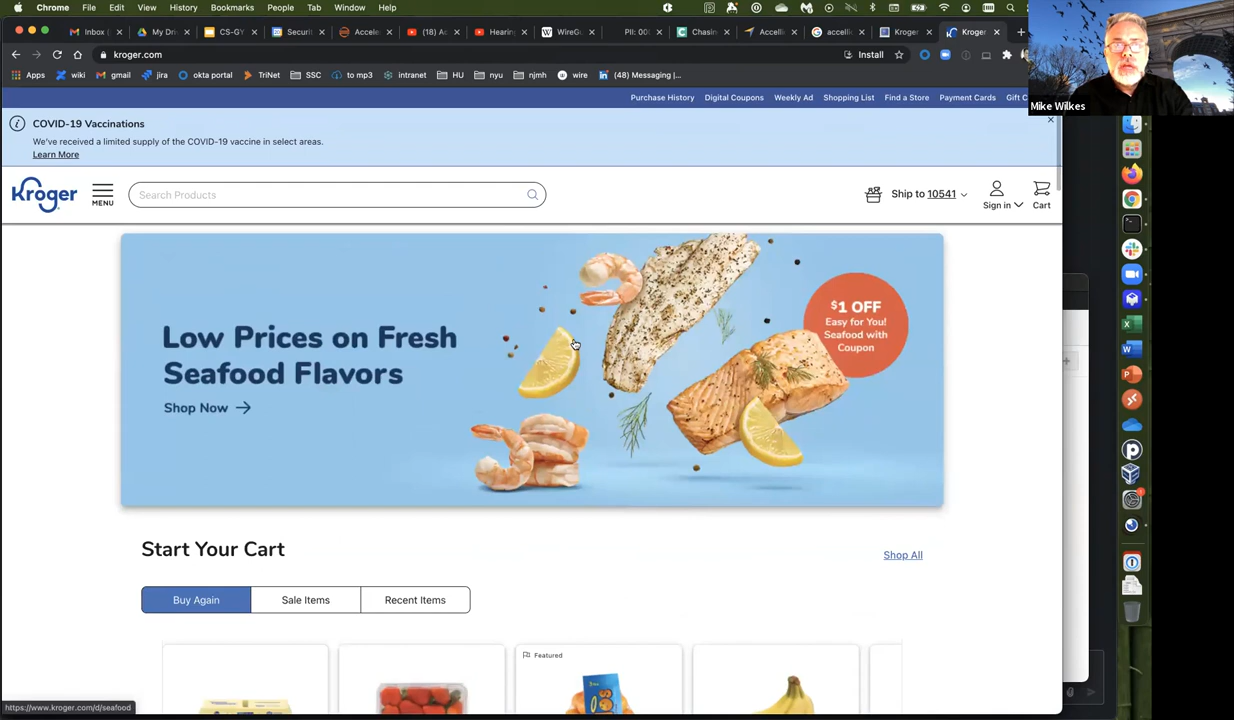 Chrome File Edit View History Bookmarks People Tab Window Help
Inbox ( My Dri CS-GY Securit Accele (18) Ac Hearin WireG PII: 00 Chasin Accelli accelli Kroger Kroger
kroger.com
Install
Apps wiki gmail jira okta portal TriNet SSC to mp3 intranet HU nyu njmh wire (48) Messaging |...
Purchase History Digital Coupons Weekly Ad Shopping List Find a Store Payment Cards Gift C
Mike Wilkes
COVID-19 Vaccinations
We've received a limited supply of the COVID-19 vaccine in select areas.
Learn More
Kroger
MENU
Search Products
Ship to 10541
Sign in
Cart
Low Prices on Fresh
Seafood Flavors
Shop Now
$1 OFF
Easy for You!
Seafood with
Coupon
Start Your Cart
Shop All
Buy Again Sale Items Recent Items
Featured
https://www.kroger.com/d/seafood